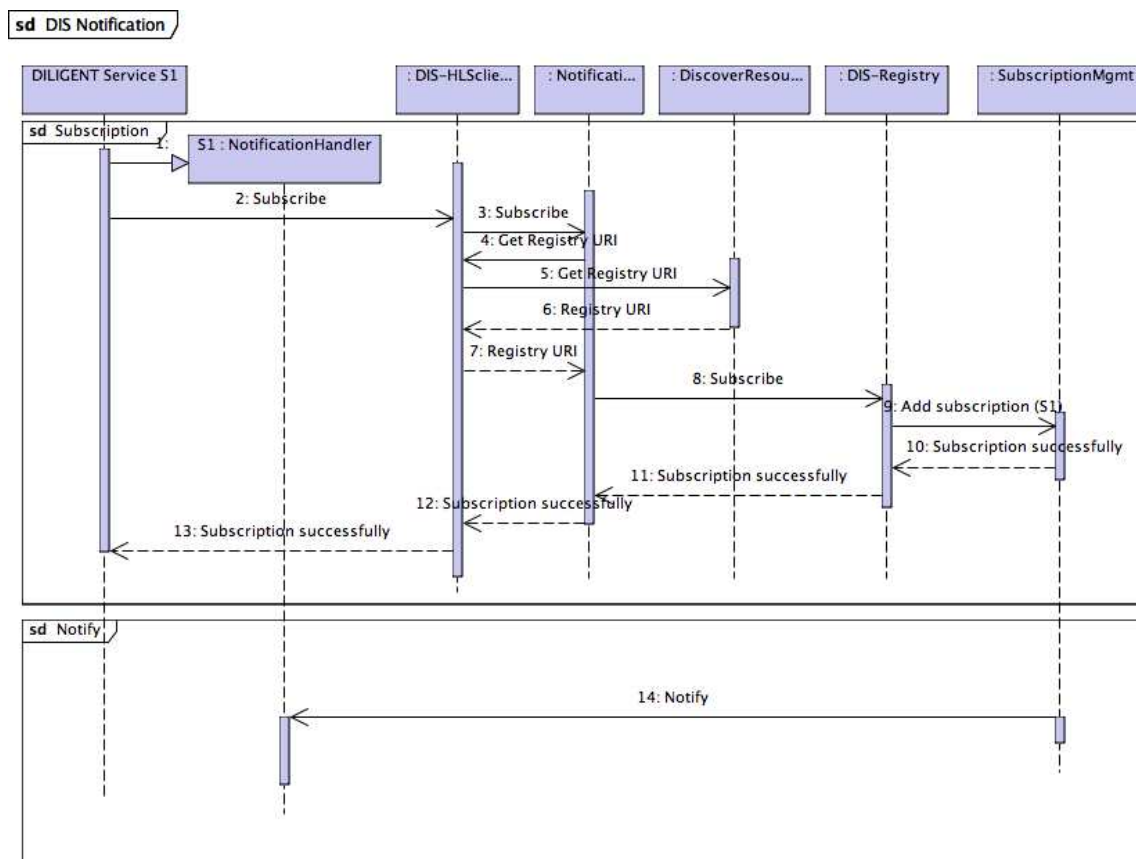 sd DIS Notification
DILIGENT Service S1
: DIS-HLSclie...
: Notificati...
: DiscoverResou...
: DIS-Registry
: SubscriptionMgmt
sd Subscription
1:
S1 : NotificationHandler
2: Subscribe
3: Subscribe
4: Get Registry URI
5: Get Registry URI
6: Registry URI
7: Registry URI
8: Subscribe
9: Add subscription (S1)
10: Subscription successfully
11: Subscription successfully
12: Subscription successfully
13: Subscription successfully
sd Notify
14: Notify